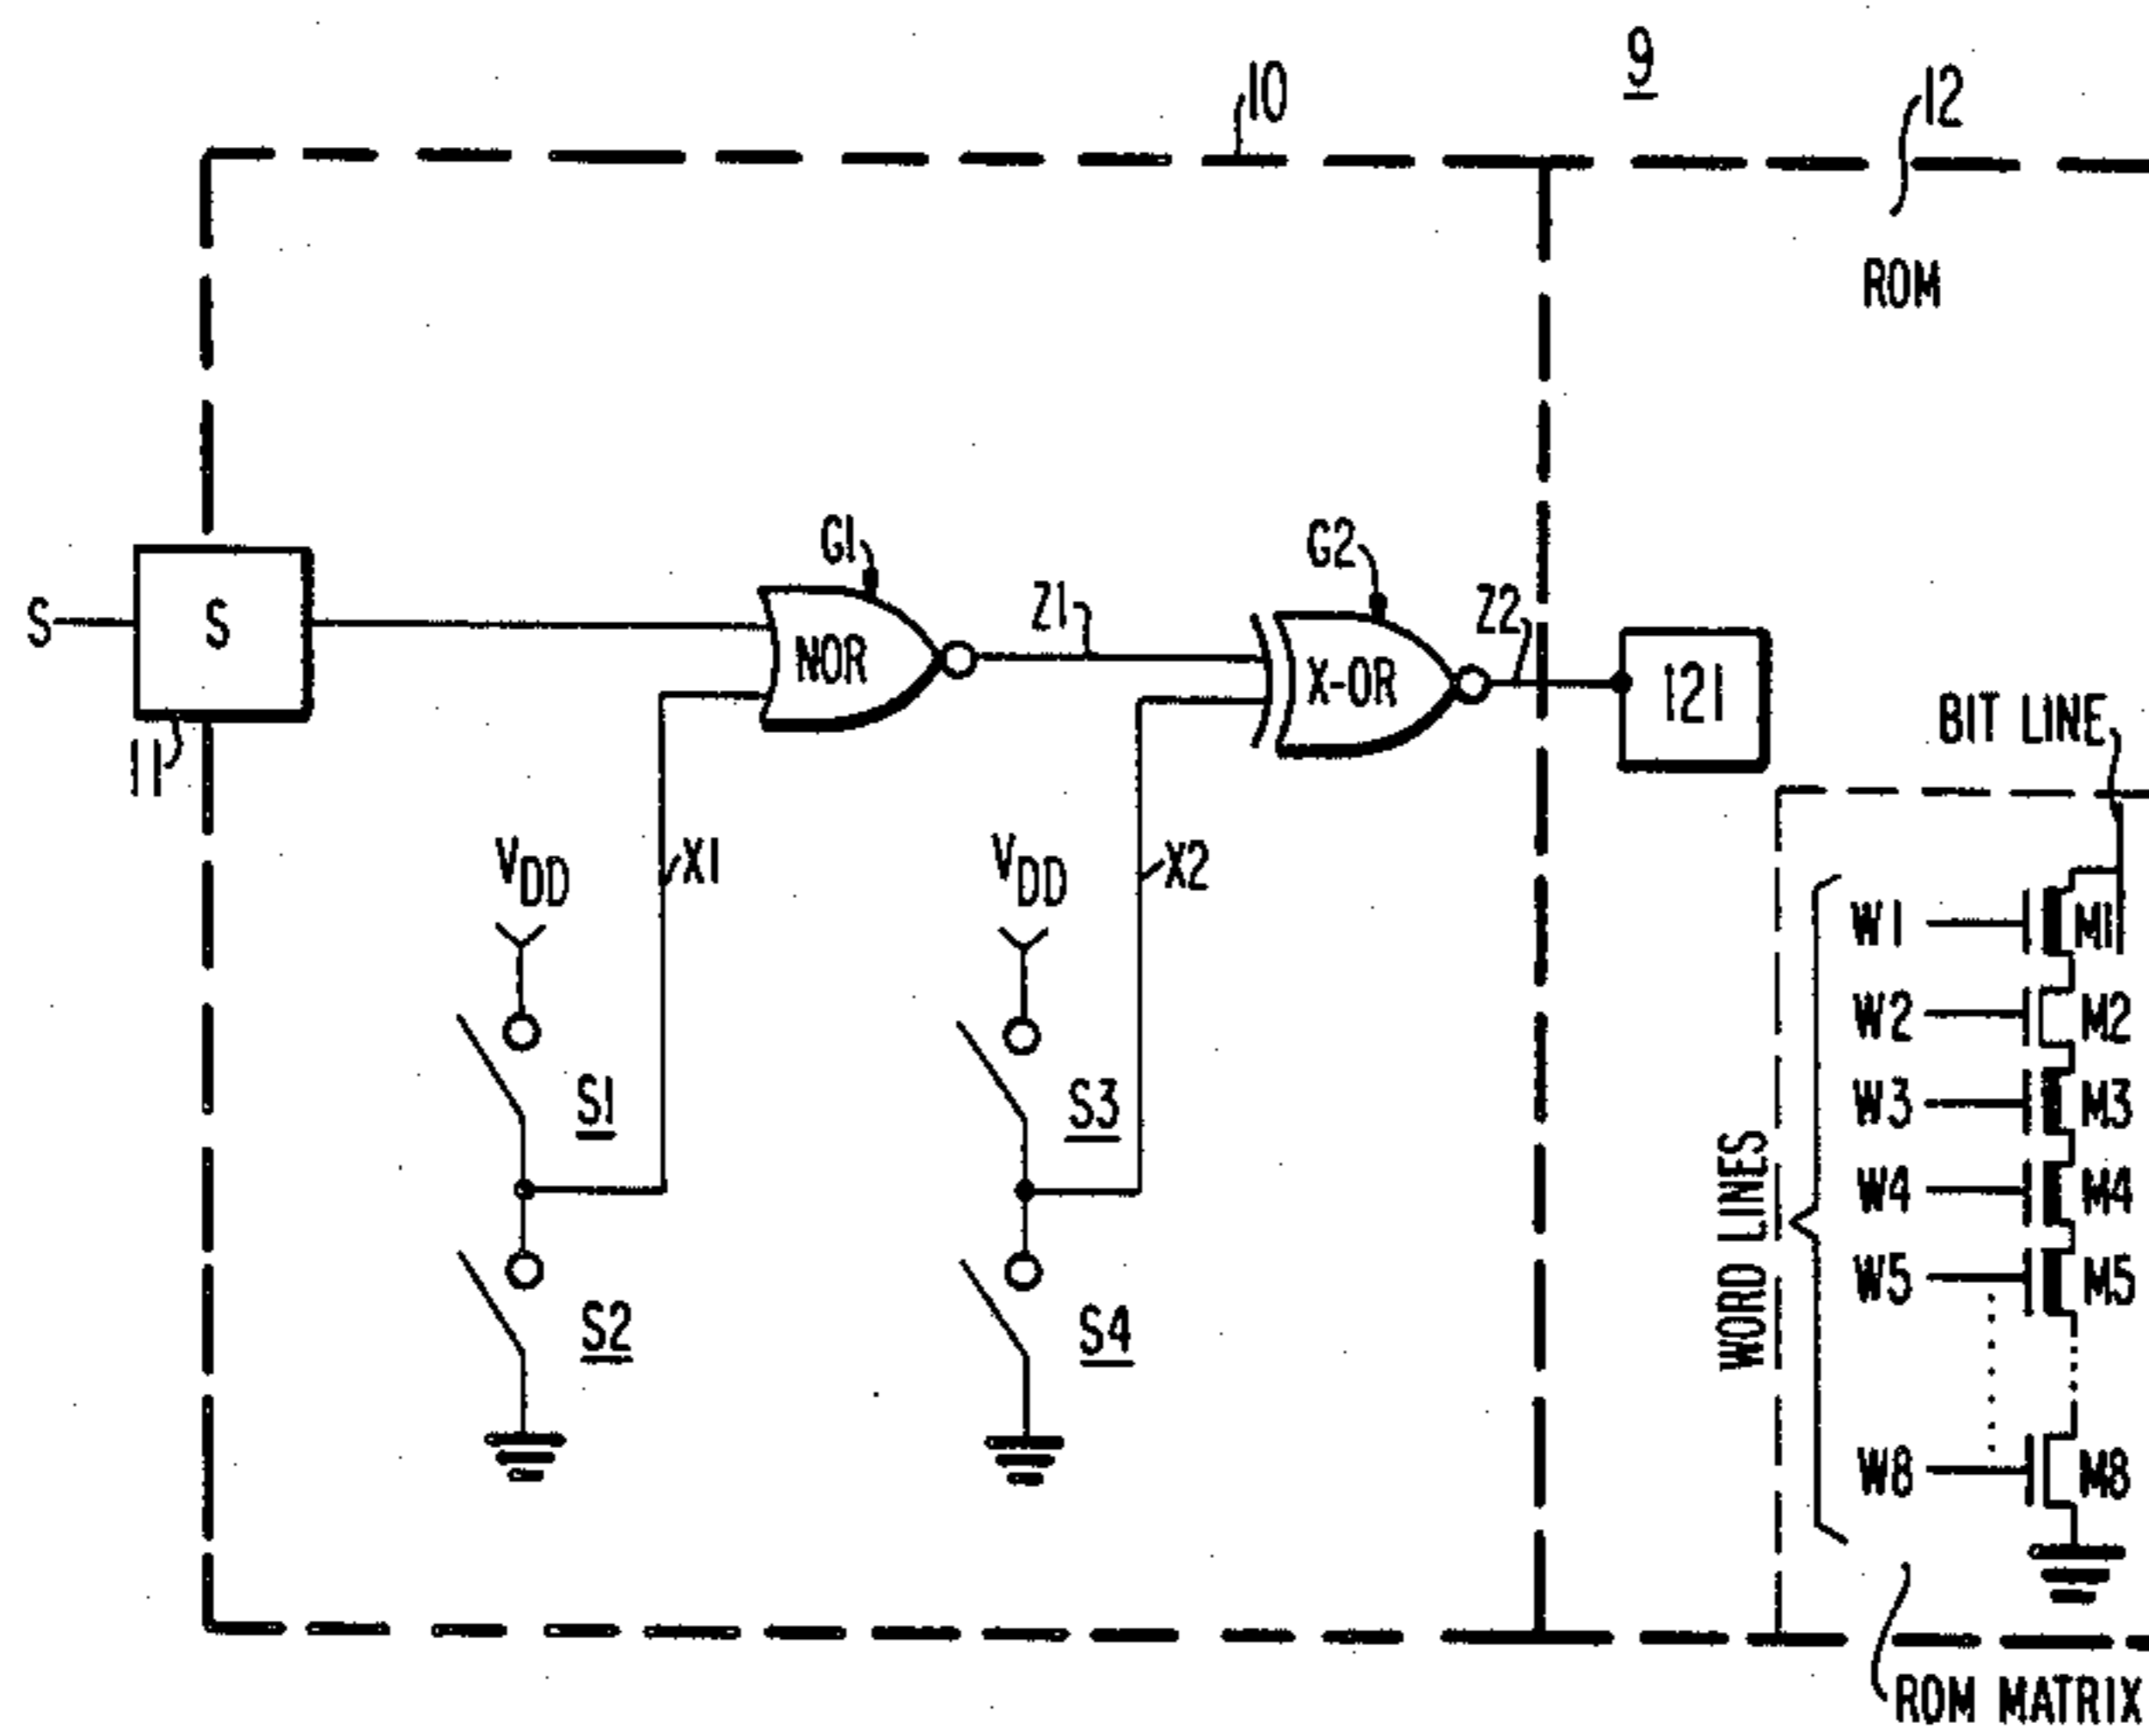 9
10
12
ROM
G1
G2
S
S
NOR
Z1
X-OR
Z2
121
11
BIT LINE
VDD
X1
VDD
X2
W1
M1
W2
M2
S1
S3
W3
M3
W4
M4
WORD LINES
W5
M5
S2
S4
W8
M8
ROM MATRIX